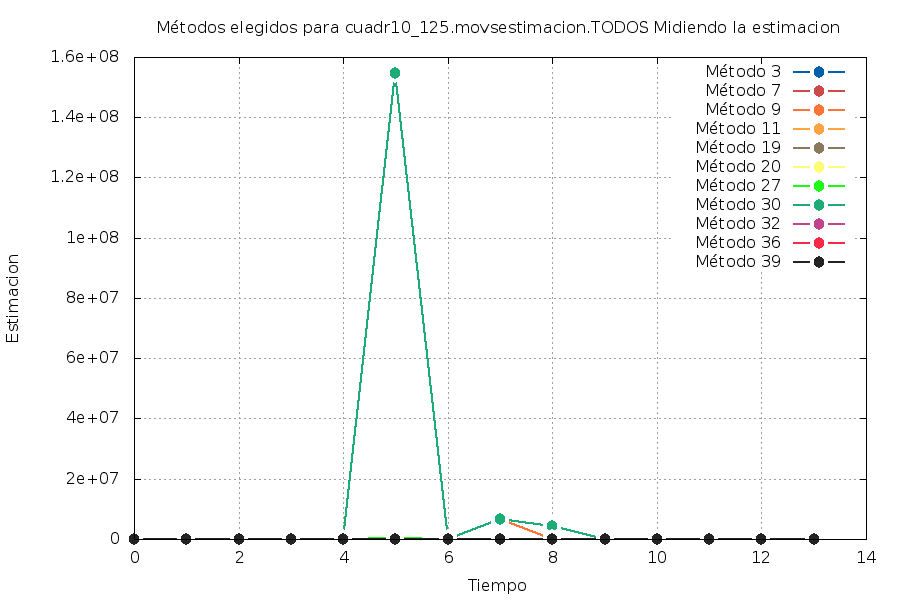 Métodos elegidos para cuadr10_125.movsestimacion.TODOS Midiendo la estimacion
1.6e+08
1.4e+08
1.2e+08
1e+08
8e+07
6e+07
4e+07
2e+07
0
Estimacion
Método 3
Método 7
Método 9
Método 11
Método 19
Método 20
Método 27
Método 30
Método 32
Método 36
Método 39
0 2 4 6 8 10 12 14
Tiempo